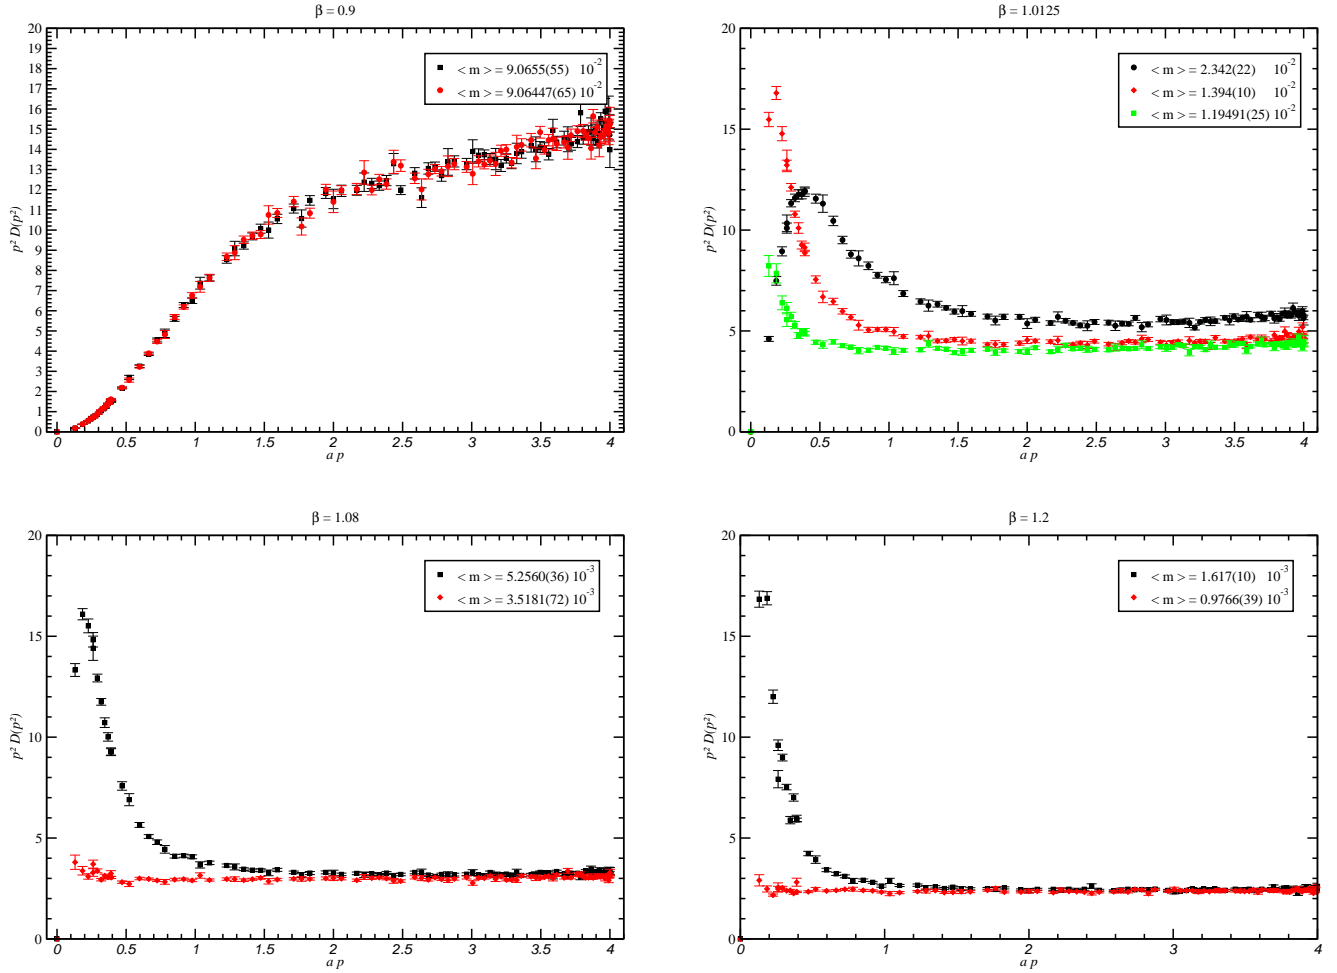 β = 0.9
20
19
18
17
16
15
14
13
12
11
10
9
8
7
6
5
4
3
2
1
0
p² D(p²)
< m > = 9.0655(55) 10⁻²
< m > = 9.06447(65) 10⁻²
0 0.5 1 1.5 2 2.5 3 3.5 4
a p
β = 1.0125
20
15
10
5
0
p² D(p²)
< m > = 2.342(22) 10⁻²
< m > = 1.394(10) 10⁻²
< m > = 1.19491(25) 10⁻²
0 0.5 1 1.5 2 2.5 3 3.5 4
a p
β = 1.08
20
15
10
5
0
p² D(p²)
< m > = 5.2560(36) 10⁻³
< m > = 3.5181(72) 10⁻³
0 0.5 1 1.5 2 2.5 3 3.5 4
a p
β = 1.2
20
15
10
5
0
p² D(p²)
< m > = 1.617(10) 10⁻³
< m > = 0.9766(39) 10⁻³
0 1 2 3 4
a p